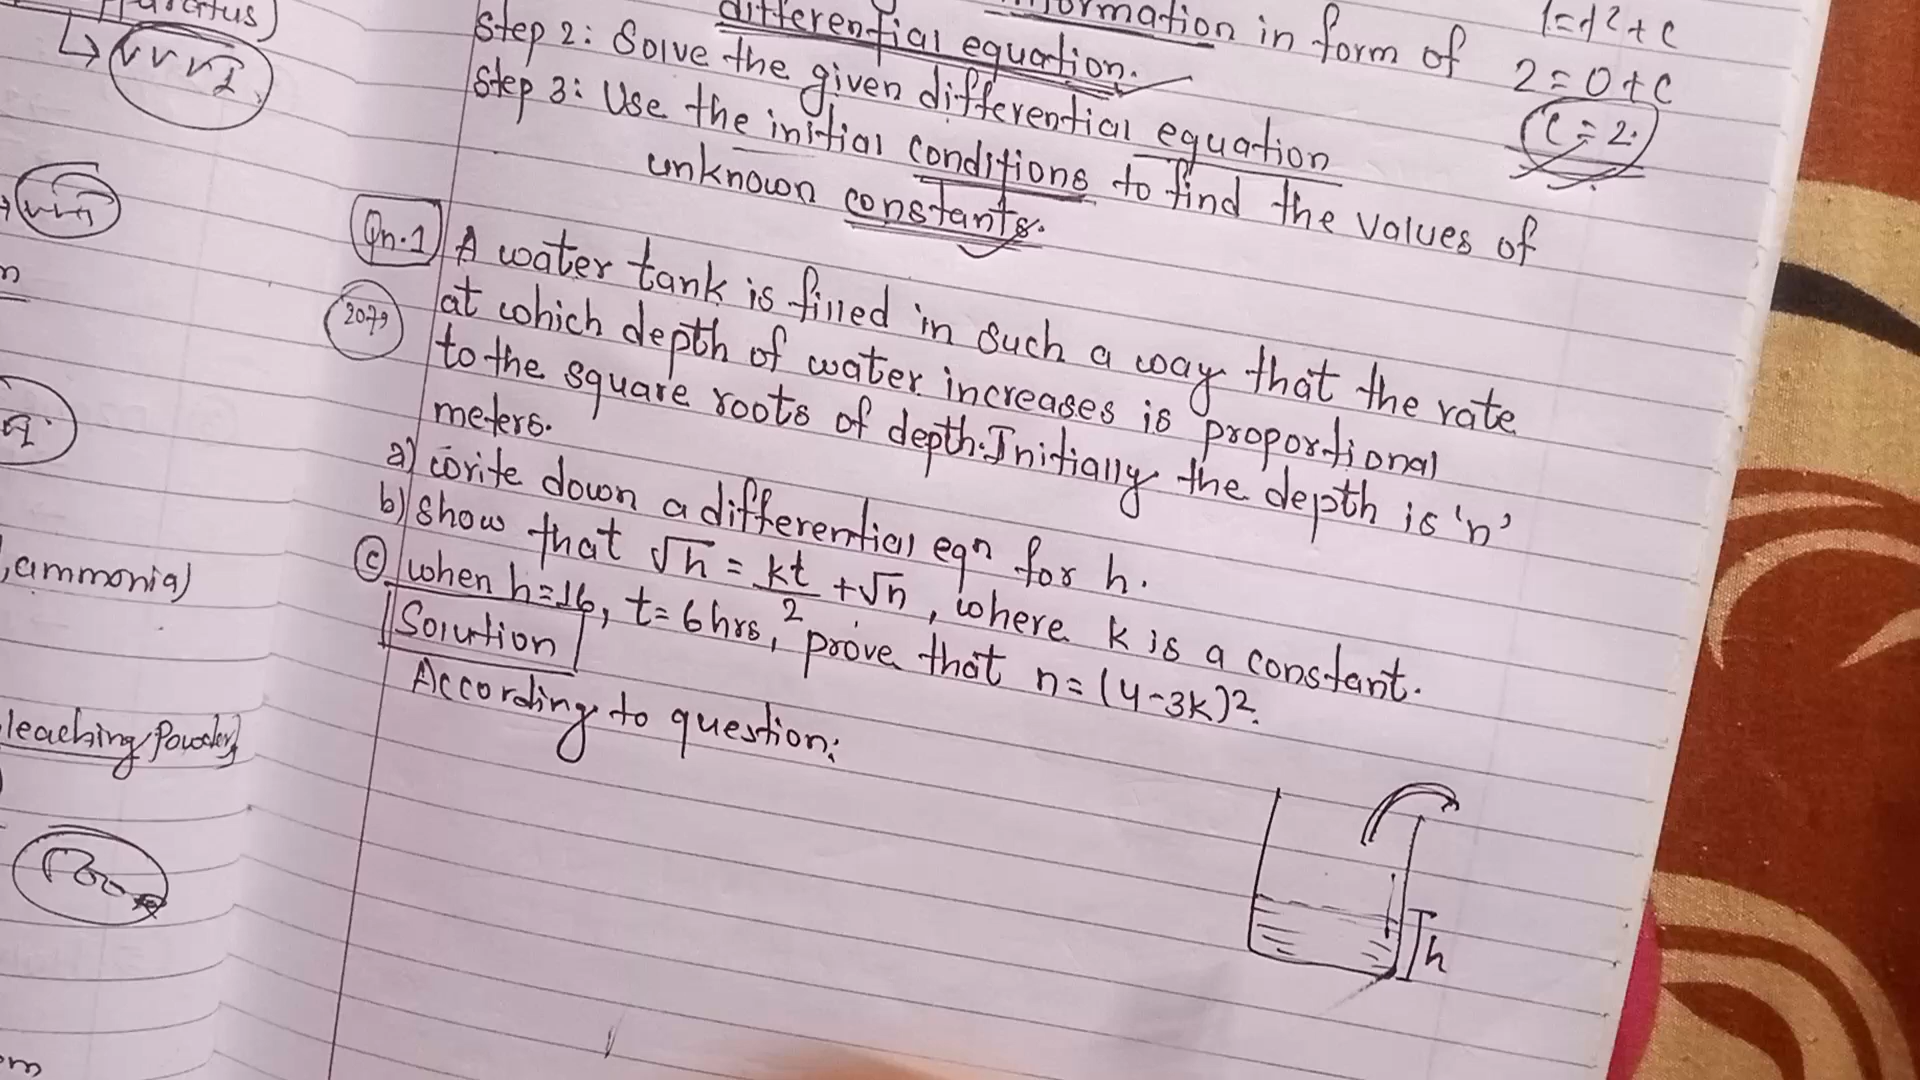 differential equation.
in form of
Step 2: Solve the given differential equation
Step 3: Use the initial conditions to find the values of
unknown constants.
2=0+C
C=2.
Qn.1 A water tank is filled in such a way that the rate
2079 at which depth of water increases is proportional
to the square roots of depth. Initially the depth is 'n'
meters.
a) write down a differential eqn for h.
b) show that √h = kt/2 + √n, where k is a constant.
c) when h=16, t=6hrs, prove that n=(4-3k)².
Solution
According to question:
h
,ammonia)
leaching Powder)